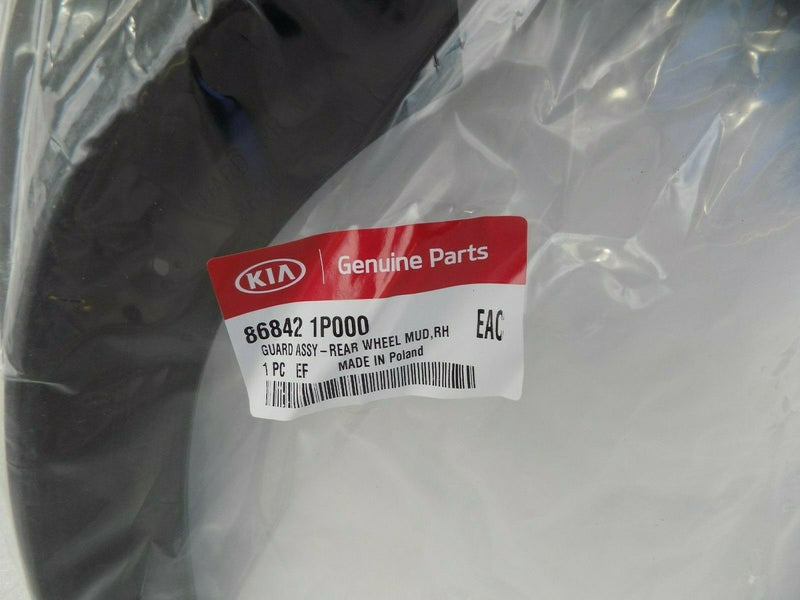 KIA Genuine Parts
86842 1P000 EAC
GUARD ASSY-REAR WHEEL MUD,RH
1 PC EF MADE IN Poland